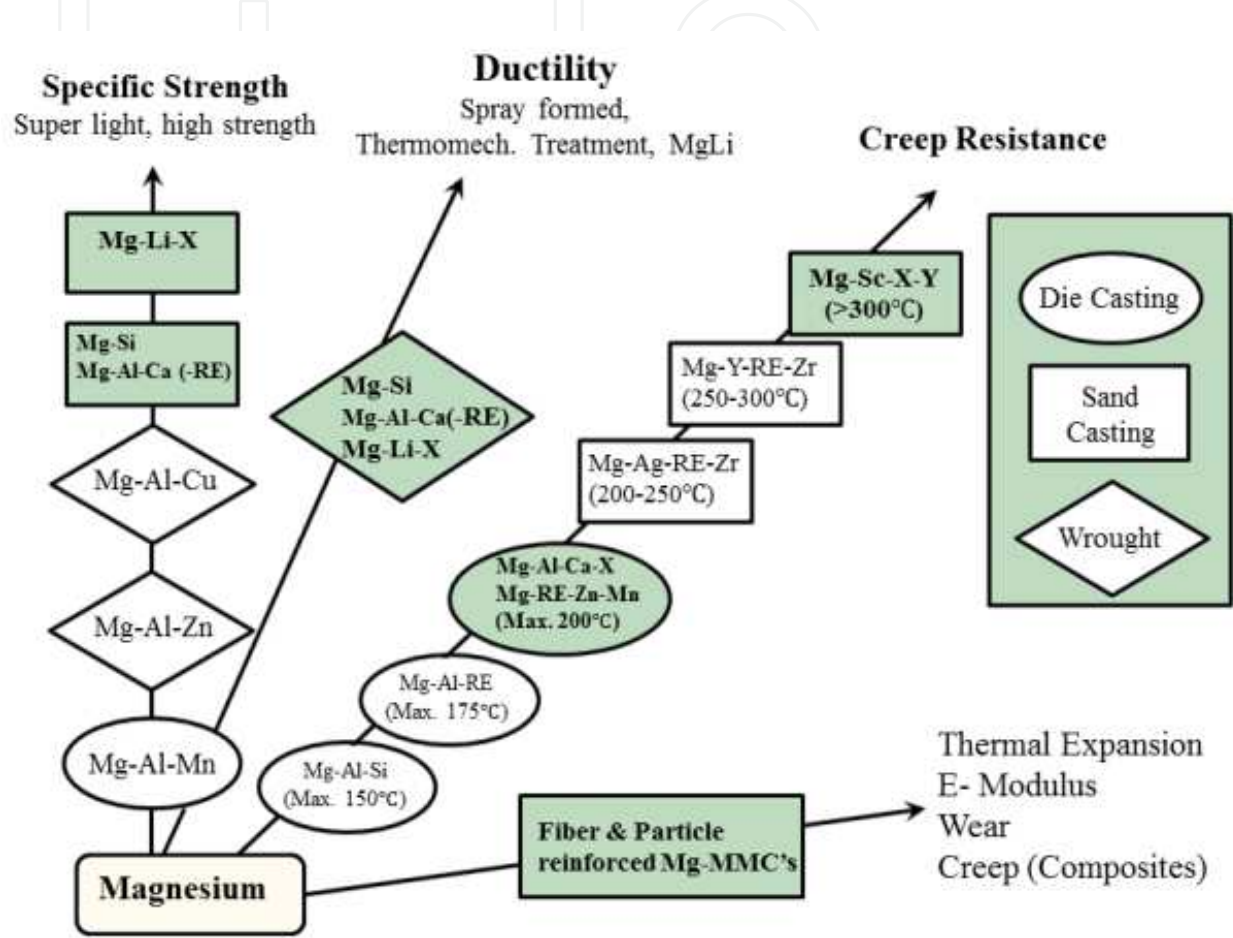 Specific Strength
Super light, high strength
Ductility
Spray formed,
Thermomech. Treatment, MgLi
Creep Resistance
Mg-Li-X
Mg-Si
Mg-Al-Ca (-RE)
Mg-Al-Cu
Mg-Al-Zn
Mg-Al-Mn
Mg-Si
Mg-Al-Ca(-RE)
Mg-Li-X
Mg-Sc-X-Y
(>300℃)
Mg-Y-RE-Zr
(250-300℃)
Mg-Ag-RE-Zr
(200-250℃)
Mg-Al-Ca-X
Mg-RE-Zn-Mn
(Max. 200℃)
Mg-Al-RE
(Max. 175℃)
Mg-Al-Si
(Max. 150℃)
Die Casting
Sand
Casting
Wrought
Magnesium
Fiber & Particle
reinforced Mg-MMC's
Thermal Expansion
E- Modulus
Wear
Creep (Composites)